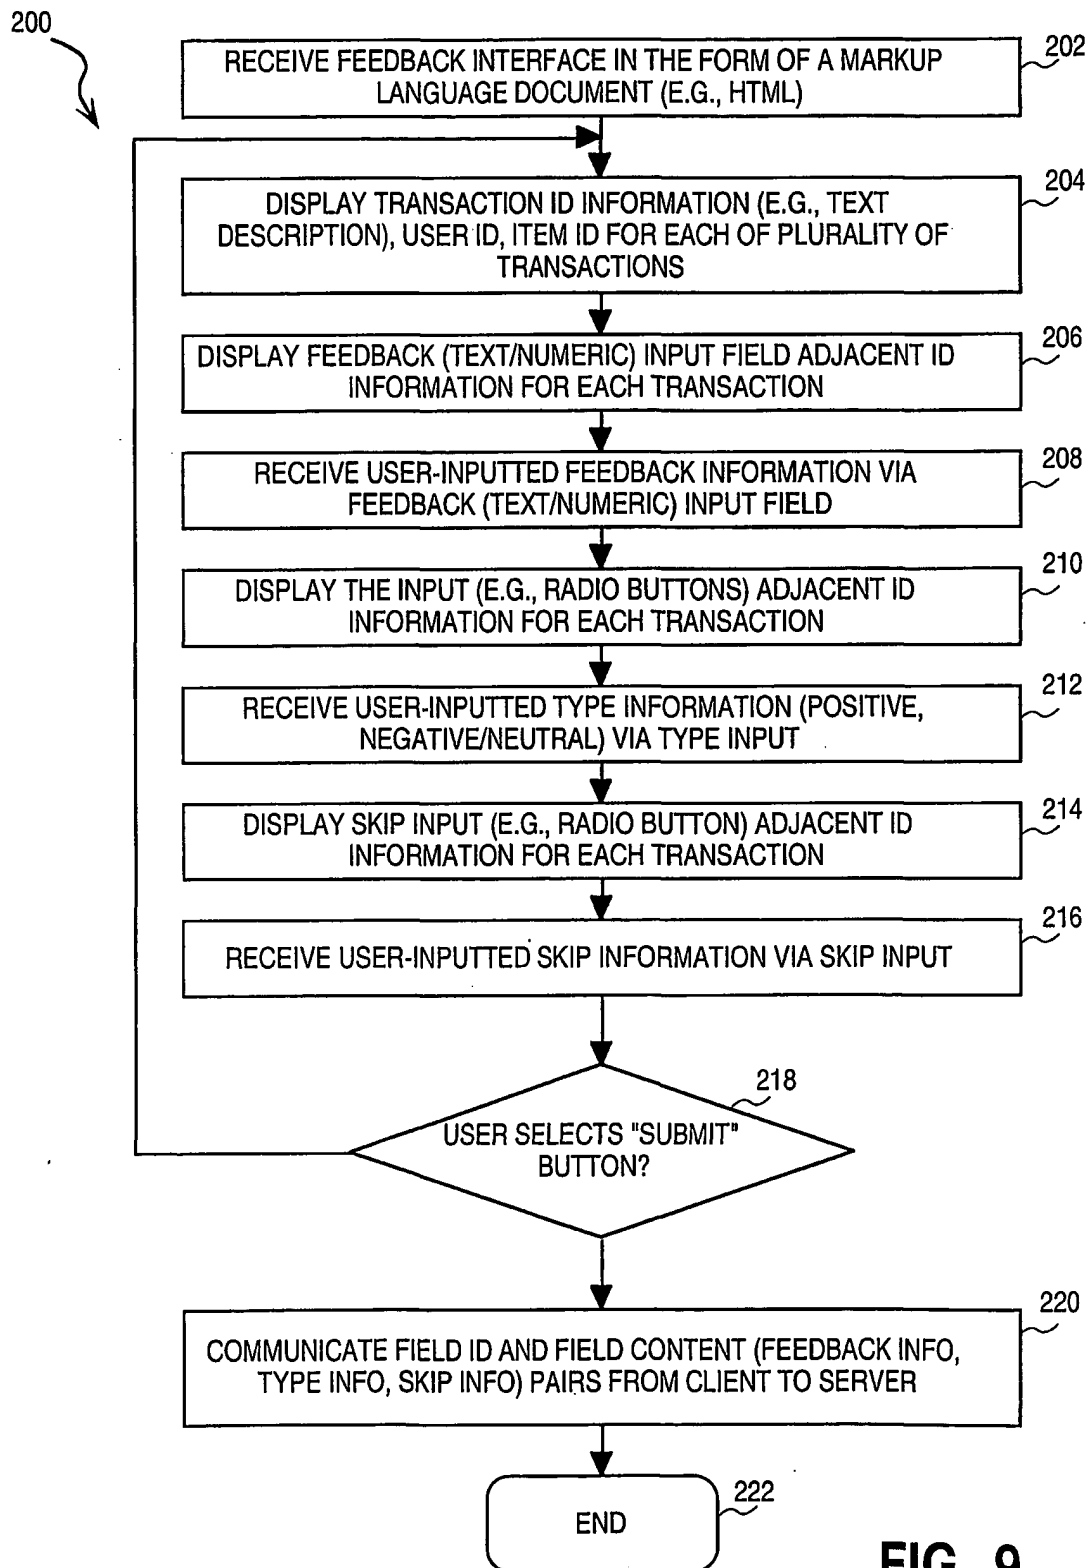 200
202
RECEIVE FEEDBACK INTERFACE IN THE FORM OF A MARKUP
LANGUAGE DOCUMENT (E.G., HTML)
204
DISPLAY TRANSACTION ID INFORMATION (E.G., TEXT
DESCRIPTION), USER ID, ITEM ID FOR EACH OF PLURALITY OF
TRANSACTIONS
206
DISPLAY FEEDBACK (TEXT/NUMERIC) INPUT FIELD ADJACENT ID
INFORMATION FOR EACH TRANSACTION
208
RECEIVE USER-INPUTTED FEEDBACK INFORMATION VIA
FEEDBACK (TEXT/NUMERIC) INPUT FIELD
210
DISPLAY THE INPUT (E.G., RADIO BUTTONS) ADJACENT ID
INFORMATION FOR EACH TRANSACTION
212
RECEIVE USER-INPUTTED TYPE INFORMATION (POSITIVE,
NEGATIVE/NEUTRAL) VIA TYPE INPUT
214
DISPLAY SKIP INPUT (E.G., RADIO BUTTON) ADJACENT ID
INFORMATION FOR EACH TRANSACTION
216
RECEIVE USER-INPUTTED SKIP INFORMATION VIA SKIP INPUT
218
USER SELECTS "SUBMIT"
BUTTON?
220
COMMUNICATE FIELD ID AND FIELD CONTENT (FEEDBACK INFO,
TYPE INFO, SKIP INFO) PAIRS FROM CLIENT TO SERVER
222
END
FIG. 9